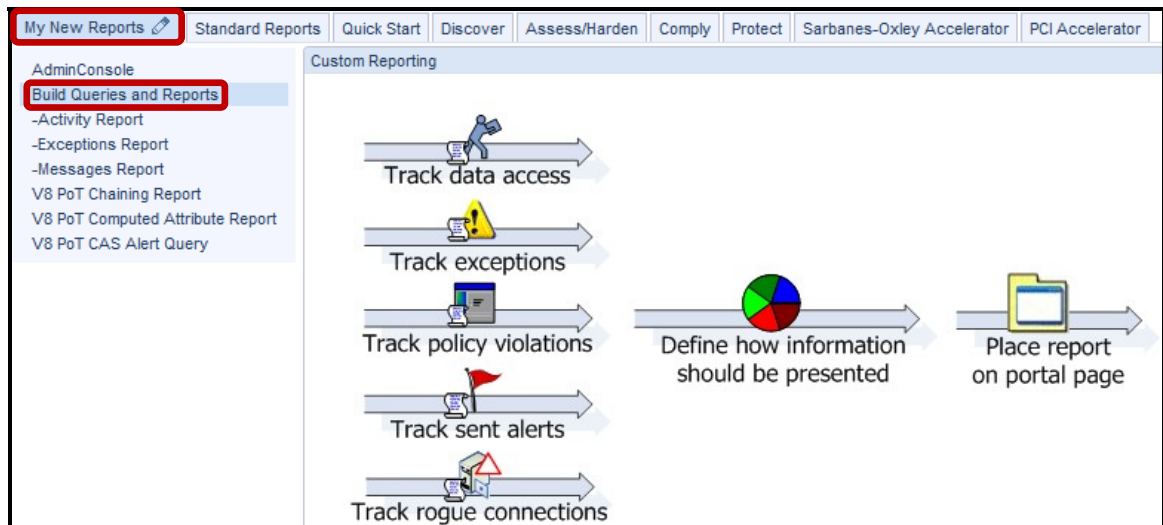 My New Reports
Standard Reports
Quick Start
Discover
Assess/Harden
Comply
Protect
Sarbanes-Oxley Accelerator
PCI Accelerator
AdminConsole
Build Queries and Reports
-Activity Report
-Exceptions Report
-Messages Report
V8 PoT Chaining Report
V8 PoT Computed Attribute Report
V8 PoT CAS Alert Query
Custom Reporting
Track data access
Track exceptions
Track policy violations
Track sent alerts
Track rogue connections
Define how information
should be presented
Place report
on portal page